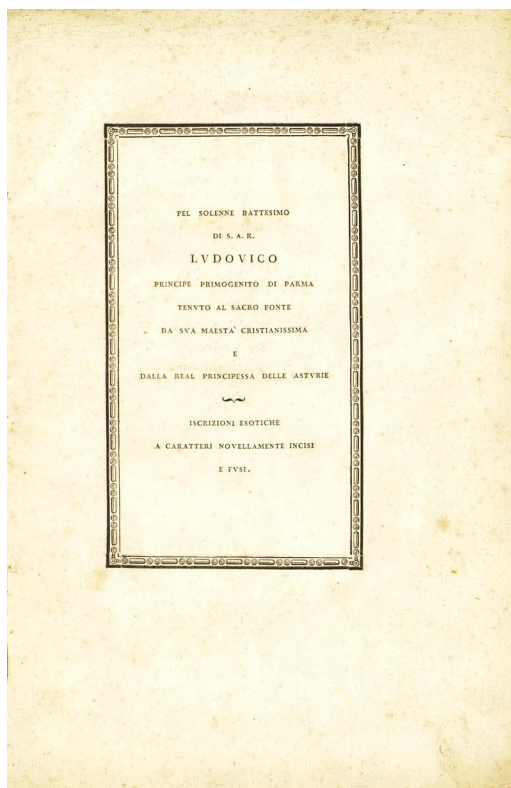 PEL SOLENNE BATTESIMO
DI S. A. R.
LVDOVICO
PRINCIPE PRIMOGENITO DI PARMA
TENVTO AL SACRO FONTE
DA SVA MAESTA' CRISTIANISSIMA
E
DALLA REAL PRINCIPESSA DELLE ASTVRIE
ISCRIZIONI ESOTICHE
A CARATTERI NOVELLAMENTE INCISI
E FVSI.